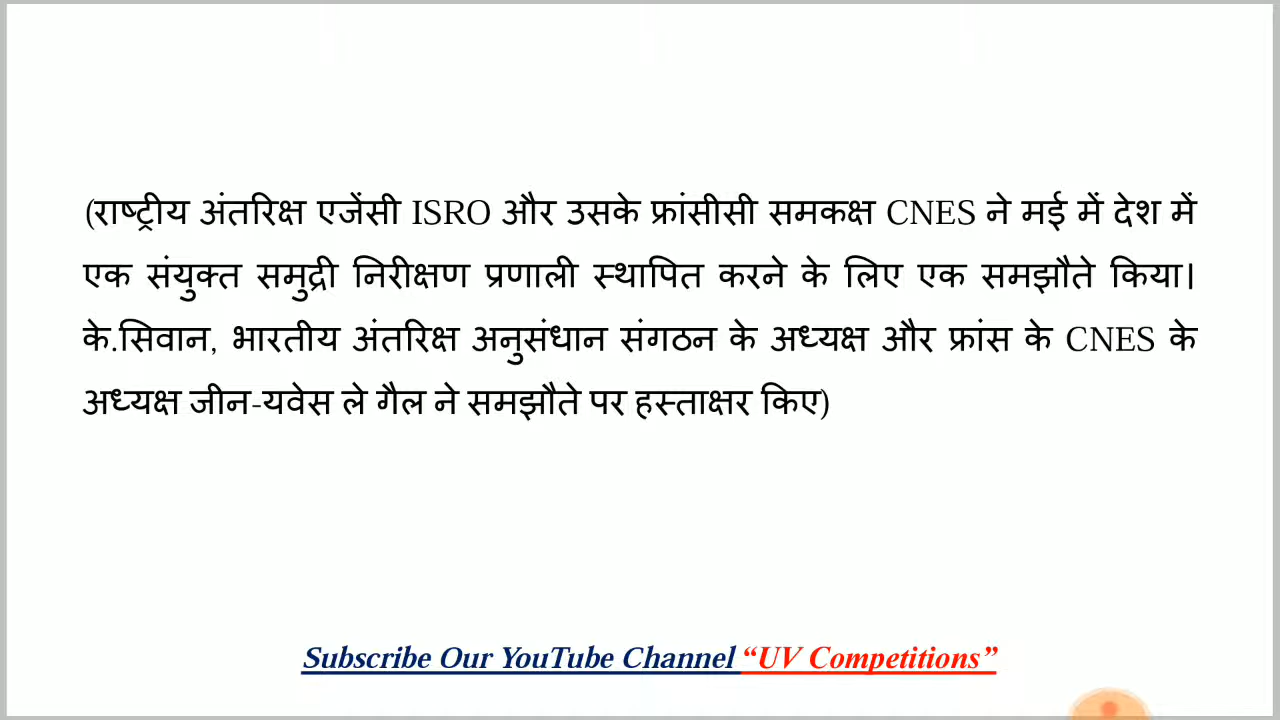 (राष्ट्रीय अंतरिक्ष एजेंसी ISRO और उसके फ्रांसीसी समकक्ष CNES ने मई में देश में
एक संयुक्त समुद्री निरीक्षण प्रणाली स्थापित करने के लिए एक समझौते किया।
के.सिवान, भारतीय अंतरिक्ष अनुसंधान संगठन के अध्यक्ष और फ्रांस के CNES के
अध्यक्ष जीन-यवेस ले गैल ने समझौते पर हस्ताक्षर किए)
Subscribe Our YouTube Channel “UV Competitions”